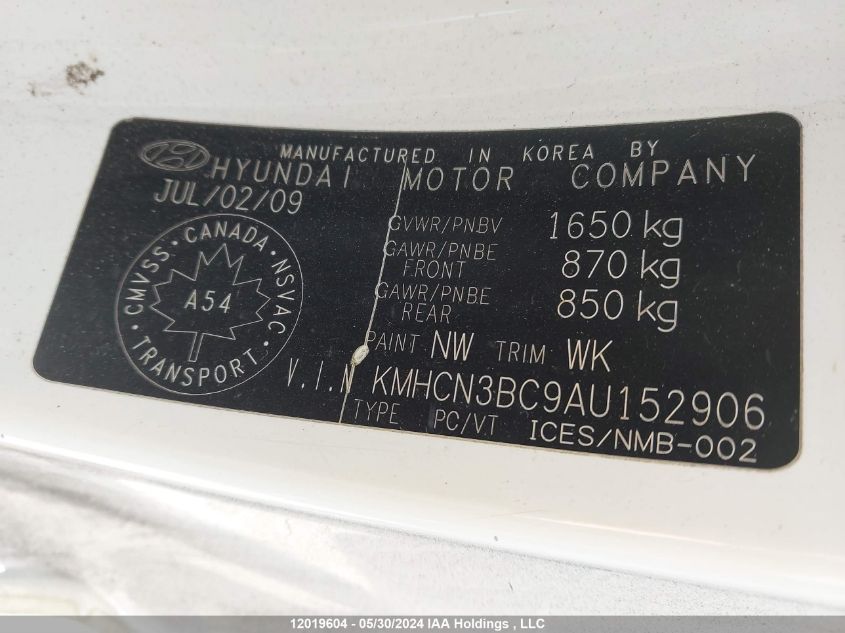 MANUFACTURED IN KOREA BY
HYUNDAI MOTOR COMPANY
JUL/02/09
GVWR/PNBV 1650 kg
GAWR/PNBE FRONT 870 kg
GAWR/PNBE REAR 850 kg
CMVSS · CANADA · NSVAC
A54
· TRANSPORT ·
PAINT NW TRIM WK
V.I.N KMHCN3BC9AU152906
TYPE PC/VT ICES/NMB-002
12019604 - 05/30/2024 IAA Holdings , LLC